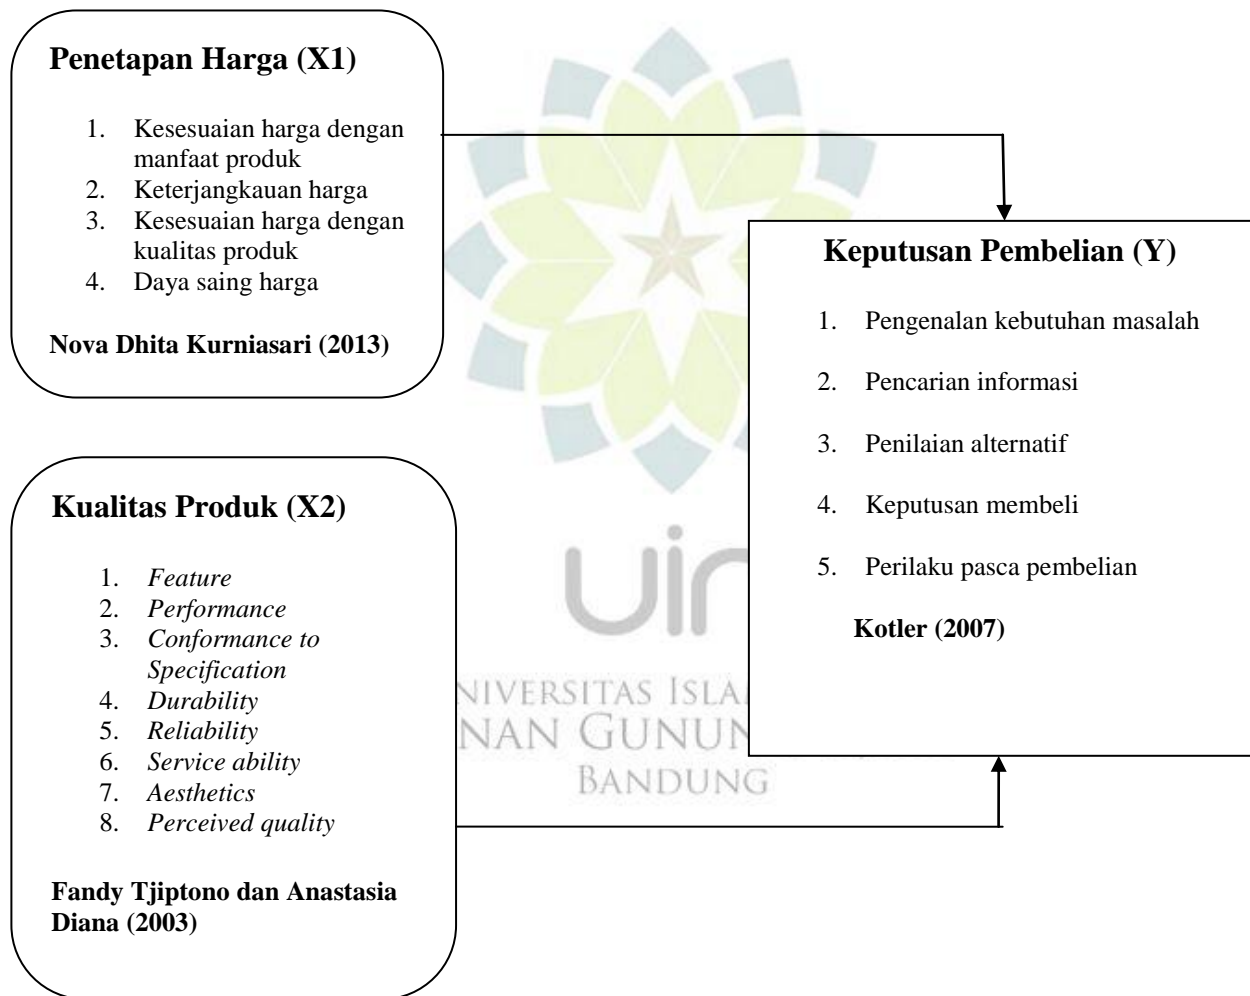 Penetapan Harga (X1)
1. Kesesuaian harga dengan
manfaat produk
2. Keterjangkauan harga
3. Kesesuaian harga dengan
kualitas produk
4. Daya saing harga
Nova Dhita Kurniasari (2013)
Kualitas Produk (X2)
1. Feature
2. Performance
3. Conformance to
Specification
4. Durability
5. Reliability
6. Service ability
7. Aesthetics
8. Perceived quality
Fandy Tjiptono dan Anastasia
Diana (2003)
Keputusan Pembelian (Y)
1. Pengenalan kebutuhan masalah
2. Pencarian informasi
3. Penilaian alternatif
4. Keputusan membeli
5. Perilaku pasca pembelian
Kotler (2007)
BANDUNG